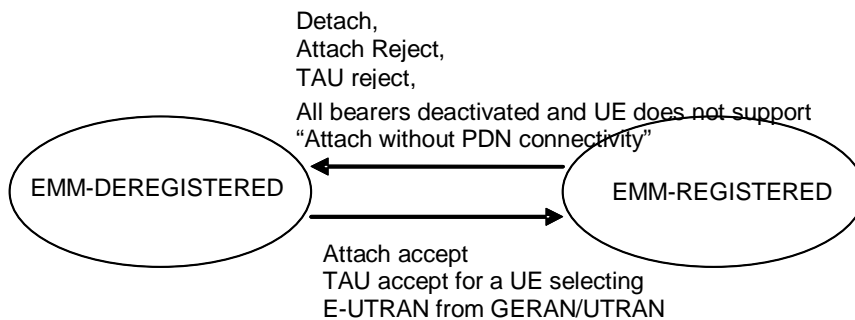 Detach,
Attach Reject,
TAU reject,
All bearers deactivated and UE does not support
“Attach without PDN connectivity”
EMM-DEREGISTERED
EMM-REGISTERED
Attach accept
TAU accept for a UE selecting
E-UTRAN from GERAN/UTRAN